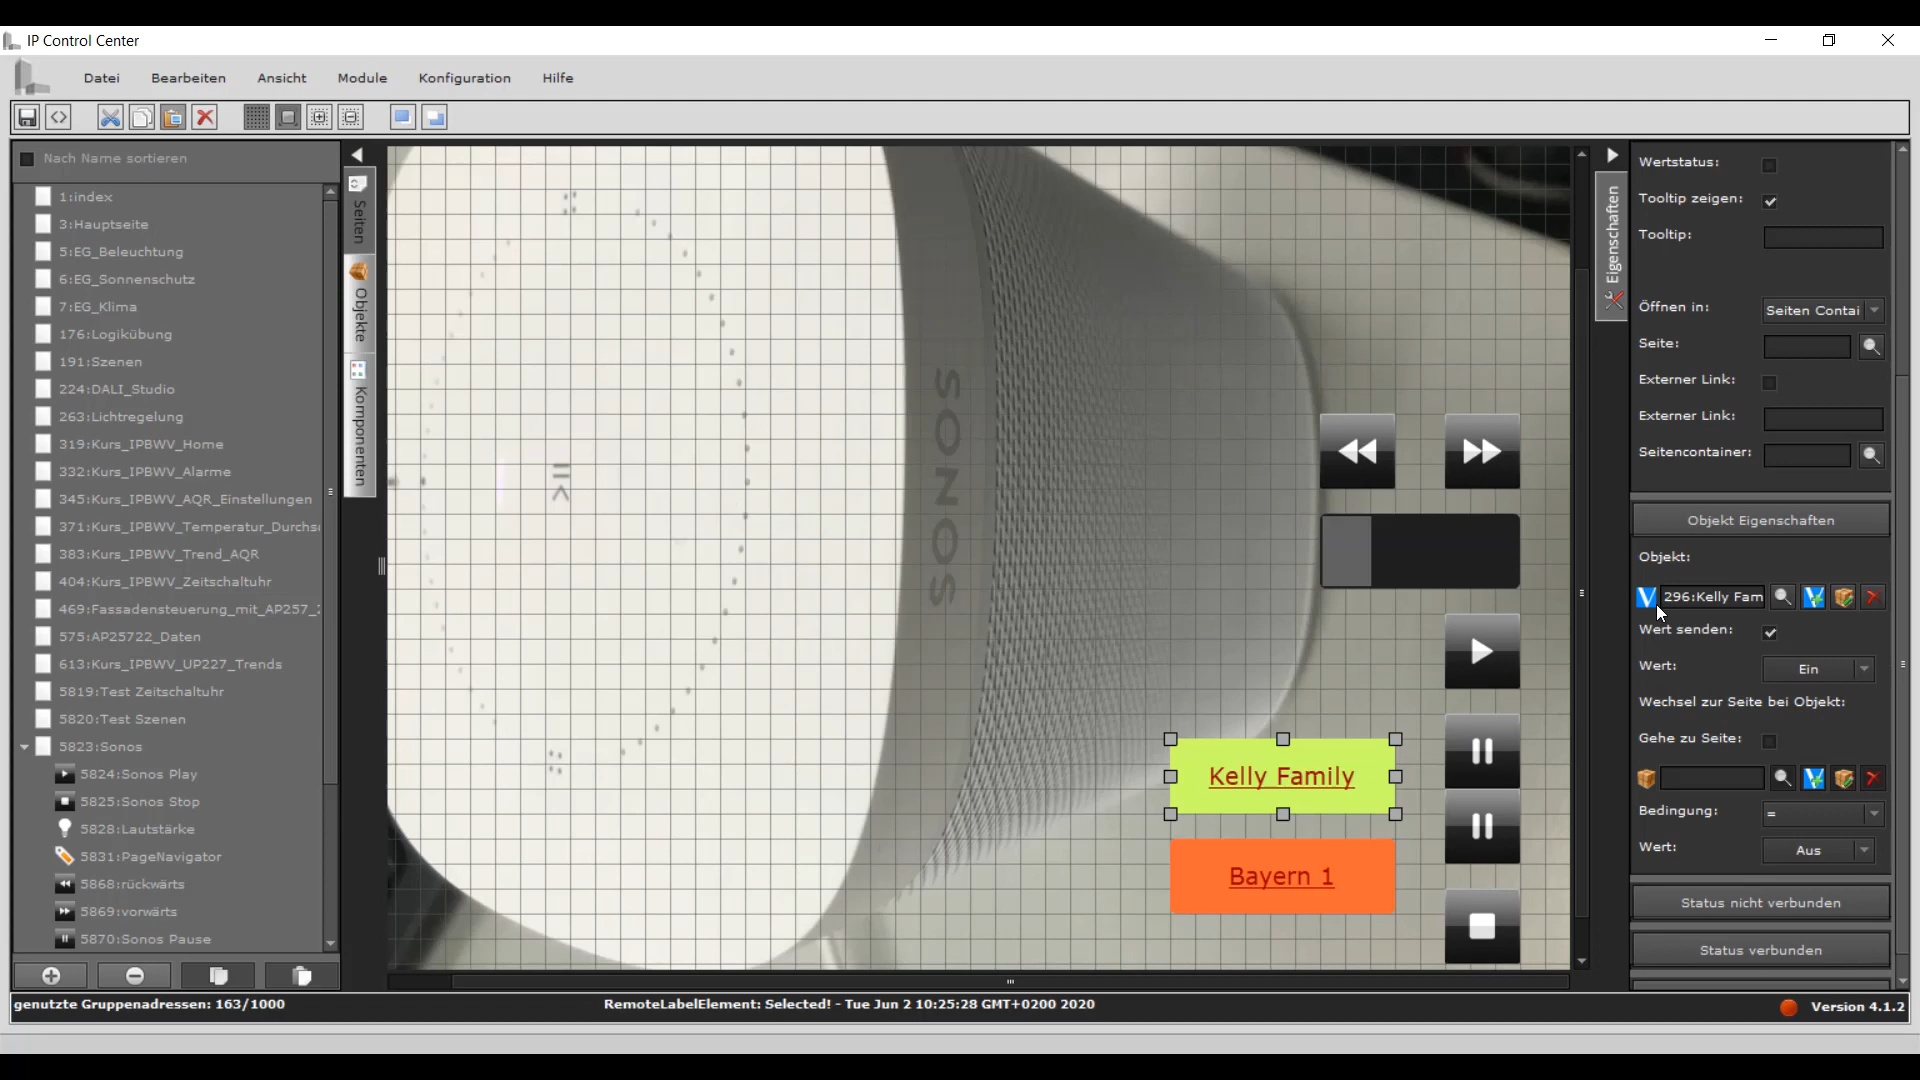 IP Control Center
Datei Bearbeiten Ansicht Module Konfiguration Hilfe
Nach Name sortieren
1:index
3:Hauptseite
5:EG_Beleuchtung
6:EG_Sonnenschutz
7:EG_Klima
176:Logikübung
191:Szenen
224:DALI_Studio
263:Lichtregelung
319:Kurs_IPBWV_Home
332:Kurs_IPBWV_Alarme
345:Kurs_IPBWV_AQR_Einstellungen
371:Kurs_IPBWV_Temperatur_Durchs
383:Kurs_IPBWV_Trend_AQR
404:Kurs_IPBWV_Zeitschaltuhr
469:Fassadensteuerung_mit_AP257_
575:AP25722_Daten
613:Kurs_IPBWV_UP227_Trends
5819:Test Zeitschaltuhr
5820:Test Szenen
5823:Sonos
5824:Sonos Play
5825:Sonos Stop
5828:Lautstärke
5831:PageNavigator
5868:rückwärts
5869:vorwärts
5870:Sonos Pause
Seiten
Objekte
Komponenten
SONOS
Kelly Family
Bayern 1
Eigenschaften
Wertstatus:
Tooltip zeigen:
Tooltip:
Öffnen in: Seiten Contai
Seite:
Externer Link:
Externer Link:
Seitencontainer:
Objekt Eigenschaften
Objekt:
296:Kelly Fam
Wert senden:
Wert: Ein
Wechsel zur Seite bei Objekt:
Gehe zu Seite:
Bedingung: =
Wert: Aus
Status nicht verbunden
Status verbunden
genutzte Gruppenadressen: 163/1000
RemoteLabelElement: Selected! - Tue Jun 2 10:25:28 GMT+0200 2020
Version 4.1.2